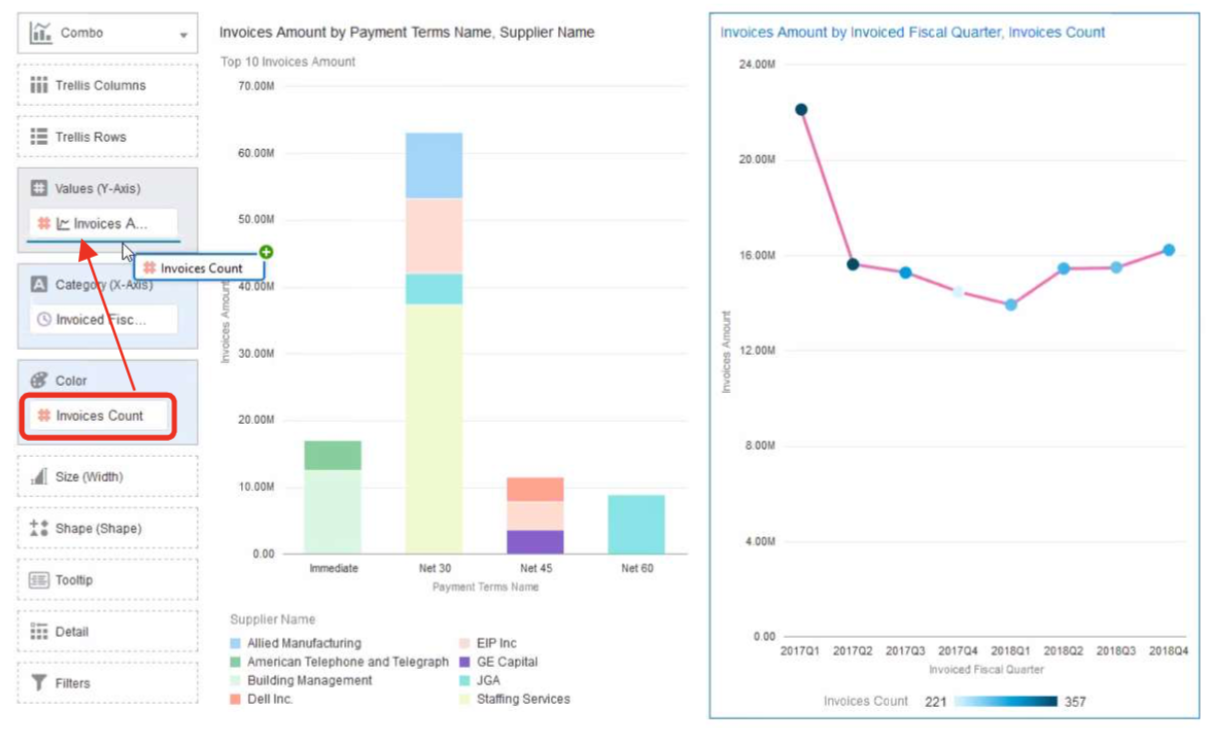 Combo
Trellis Columns
Trellis Rows
Values (Y-Axis)
Invoices A...
Invoices Count
Category (X-Axis)
Invoiced Fisc...
Color
Invoices Count
Size (Width)
Shape (Shape)
Tooltip
Detail
Filters
Invoices Amount by Payment Terms Name, Supplier Name
Top 10 Invoices Amount
70.00M
60.00M
50.00M
40.00M
30.00M
20.00M
10.00M
0.00
Invoices Amount
Immediate Net 30 Net 45 Net 60
Payment Terms Name
Supplier Name
Allied Manufacturing
American Telephone and Telegraph
Building Management
Dell Inc.
EIP Inc
GE Capital
JGA
Staffing Services
Invoices Amount by Invoiced Fiscal Quarter, Invoices Count
24.00M
20.00M
16.00M
12.00M
8.00M
4.00M
0.00
Invoices Amount
2017Q1 2017Q2 2017Q3 2017Q4 2018Q1 2018Q2 2018Q3 2018Q4
Invoiced Fiscal Quarter
Invoices Count 221 357